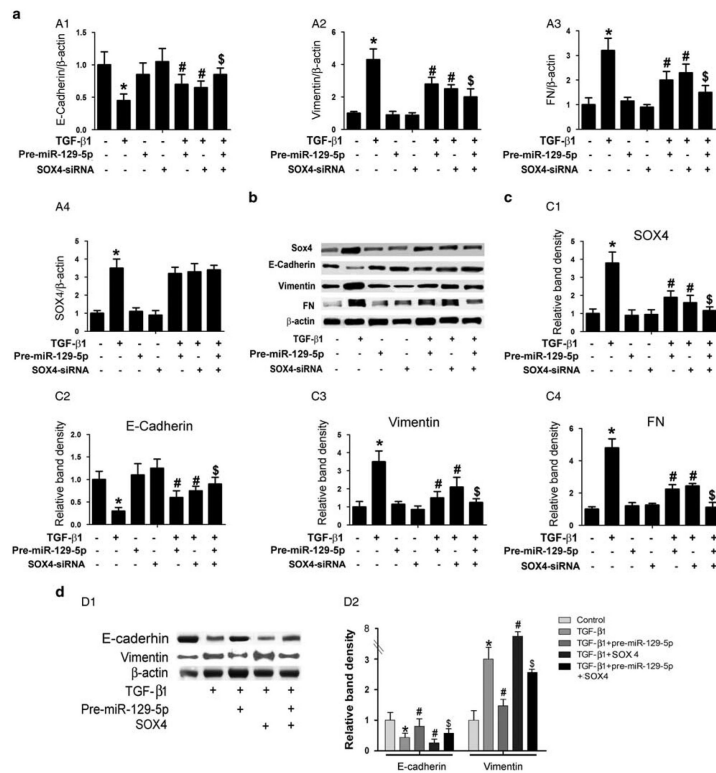 a
A1
E-Cadherin/β-actin
1.5
1.0
0.5
0.0
*
#
#
$
TGF-β1 - + - - + + +
Pre-miR-129-5p - - + - + - +
SOX4-siRNA - - - + - + +
A2
Vimentin/β-actin
6
4
2
0
*
#
#
$
TGF-β1 - + - - + + +
Pre-miR-129-5p - - + - + - +
SOX4-siRNA - - - + - + +
A3
FN/β-actin
4
3
2
1
0
*
#
#
$
TGF-β1 - + - - + + +
Pre-miR-129-5p - - + - + - +
SOX4-siRNA - - - + - + +
A4
SOX4/β-actin
5
4
3
2
1
0
*
TGF-β1 - + - - + + +
Pre-miR-129-5p - - + - + - +
SOX4-siRNA - - - + - + +
b
Sox4
E-Cadherin
Vimentin
FN
β-actin
TGF-β1 - + - - + + +
Pre-miR-129-5p - - + - + - +
SOX4-siRNA - - - + - + +
c
C1
SOX4
Relative band density
5
4
3
2
1
0
*
#
#
$
TGF-β1 - + - - + + +
Pre-miR-129-5p - - + - + - +
SOX4-siRNA - - - + - + +
C2
E-Cadherin
Relative band density
2.0
1.5
1.0
0.5
0.0
*
#
#
$
TGF-β1 - + - - + + +
Pre-miR-129-5p - - + - + - +
SOX4-siRNA - - - + - + +
C3
Vimentin
Relative band density
5
4
3
2
1
0
*
#
#
$
TGF-β1 - + - - + + +
Pre-miR-129-5p - - + - + - +
SOX4-siRNA - - - + - + +
C4
FN
Relative band density
6
4
2
0
*
#
#
$
TGF-β1 - + - - + + +
Pre-miR-129-5p - - + - + - +
SOX4-siRNA - - - + - + +
d
D1
E-caderhin
Vimentin
β-actin
TGF-β1 + + + +
Pre-miR-129-5p + +
SOX4 + +
D2
Relative band density
8
3
2
1
0
*
#
#
$
*
#
#
$
E-cadherin
Vimentin
Control
TGF-β1
TGF-β1+pre-miR-129-5p
TGF-β1+SOX 4
TGF-β1+pre-miR-129-5p
+SOX4